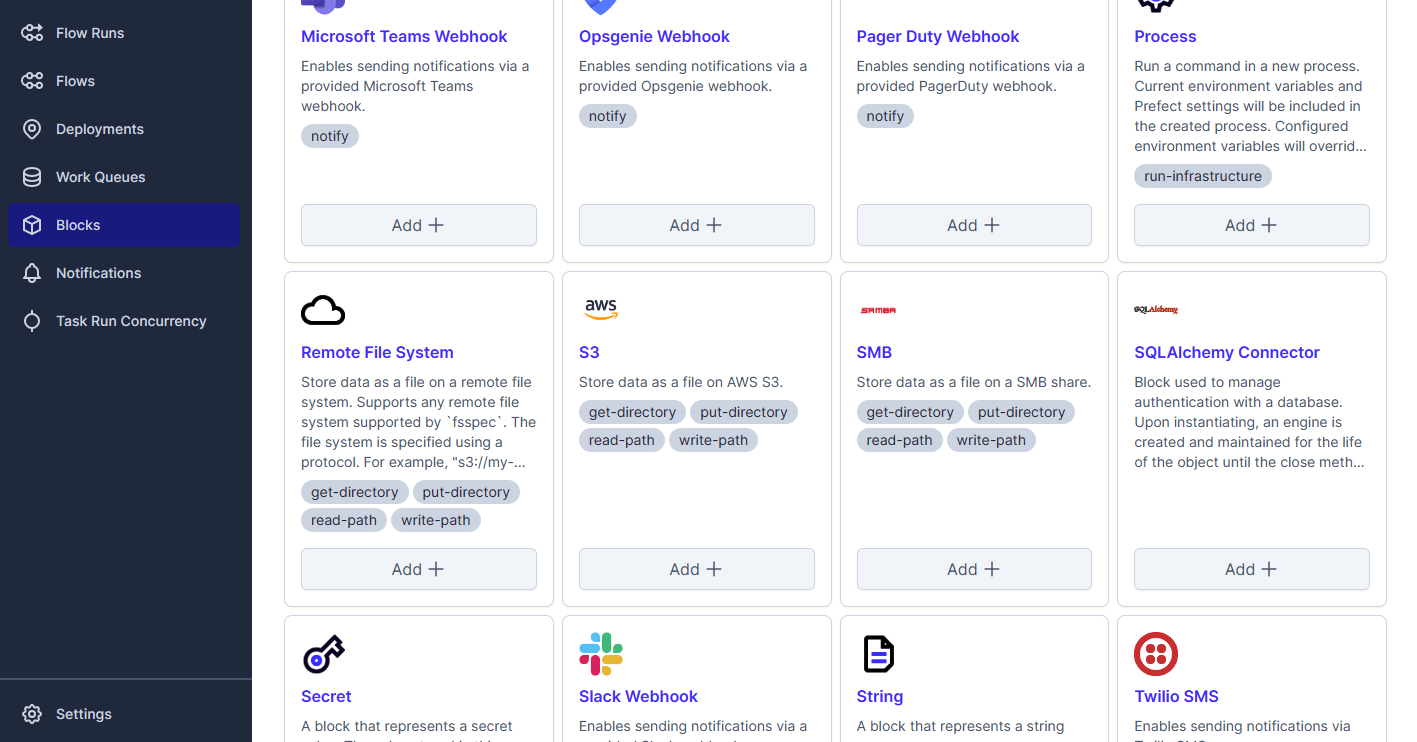 Flow Runs
Flows
Deployments
Work Queues
Blocks
Notifications
Task Run Concurrency
Settings
Microsoft Teams Webhook
Enables sending notifications via a
provided Microsoft Teams
webhook.
notify
Add
Opsgenie Webhook
Enables sending notifications via a
provided Opsgenie webhook.
notify
Add
Pager Duty Webhook
Enables sending notifications via a
provided PagerDuty webhook.
notify
Add
Process
Run a command in a new process.
Current environment variables and
Prefect settings will be included in
the created process. Configured
environment variables will overrid...
run-infrastructure
Add
Remote File System
Store data as a file on a remote file
system. Supports any remote file
system supported by `fsspec`. The
file system is specified using a
protocol. For example, "s3://my-...
get-directory put-directory
read-path write-path
Add
aws
S3
Store data as a file on AWS S3.
get-directory put-directory
read-path write-path
Add
SAMBA
SMB
Store data as a file on a SMB share.
get-directory put-directory
read-path write-path
Add
SQLAlchemy
SQLAlchemy Connector
Block used to manage
authentication with a database.
Upon instantiating, an engine is
created and maintained for the life
of the object until the close meth...
Add
Secret
A block that represents a secret
Slack Webhook
Enables sending notifications via a
String
A block that represents a string
Twilio SMS
Enables sending notifications via